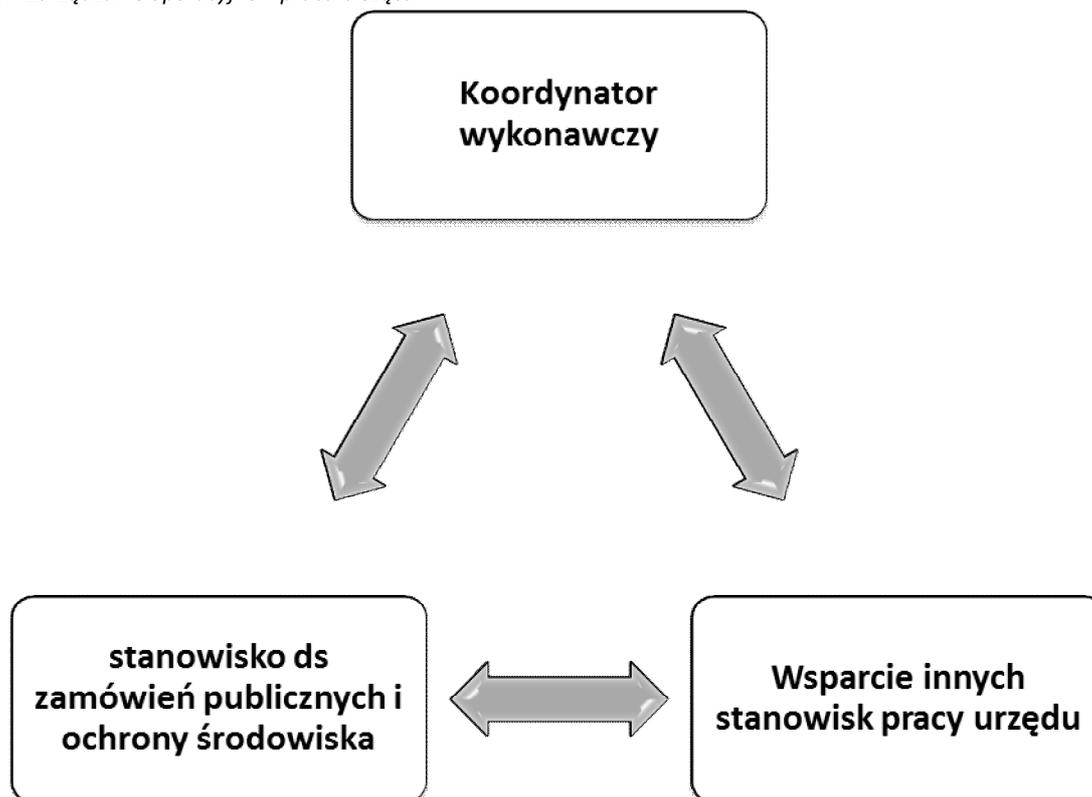 Koordynator
wykonawczy
stanowisko ds
zamówień publicznych i
ochrony środowiska
Wsparcie innych
stanowisk pracy urzędu